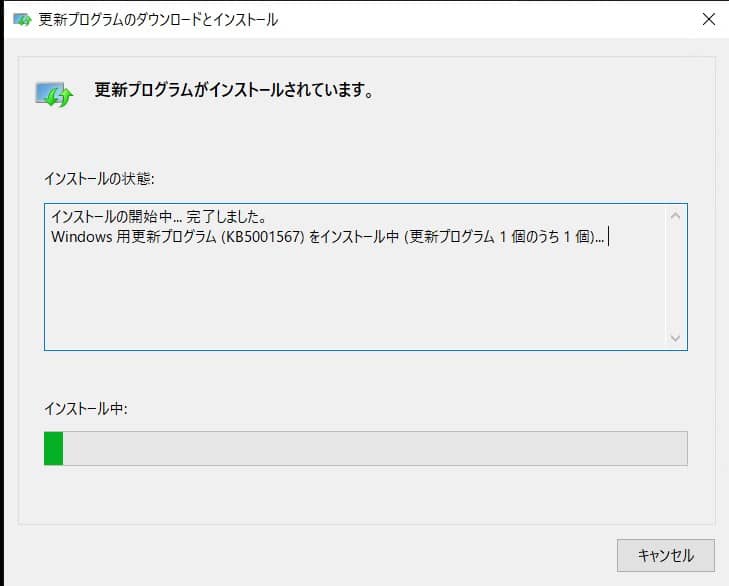 更新プログラムのダウンロードとインストール
更新プログラムがインストールされています。
インストールの状態:
インストールの開始中... 完了しました。
Windows 用更新プログラム (KB5001567) をインストール中 (更新プログラム 1 個のうち 1 個)...
インストール中:
キャンセル